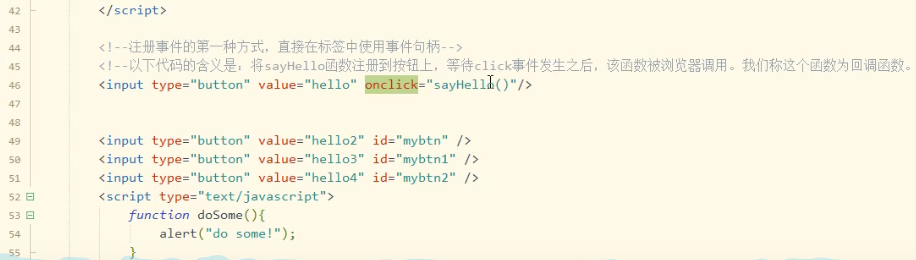 42 </script>
43
44 <!--注册事件的第一种方式，直接在标签中使用事件句柄-->
45 <!--以下代码的含义是：将sayHello函数注册到按钮上，等待click事件发生之后，该函数被浏览器调用。我们称这个函数为回调函数。
46 <input type="button" value="hello" onclick="sayHello()"/>
47
48
49 <input type="button" value="hello2" id="mybtn" />
50 <input type="button" value="hello3" id="mybtn1" />
51 <input type="button" value="hello4" id="mybtn2" />
52 <script type="text/javascript">
53 function doSome(){
54 alert("do some!");
55 }